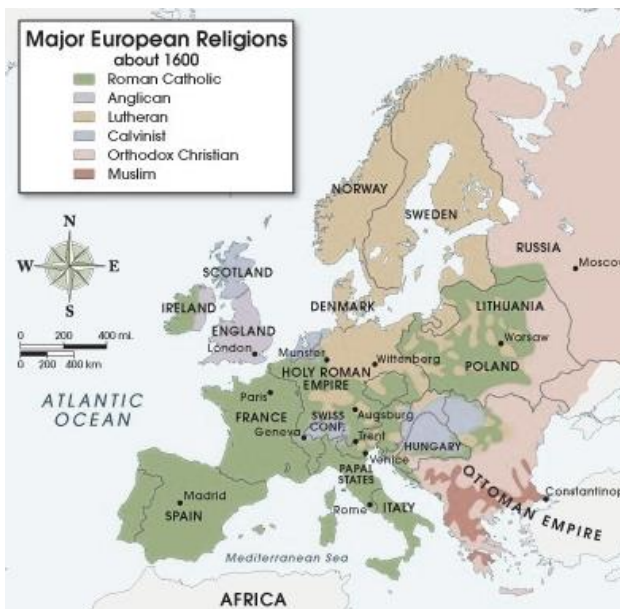 Major European Religions
about 1600
Roman Catholic
Anglican
Lutheran
Calvinist
Orthodox Christian
Muslim
N
W E
S
0 200 400 mi.
0 200 400 km
NORWAY
SWEDEN
RUSSIA
Moscow
SCOTLAND
IRELAND
DENMARK
LITHUANIA
ENGLAND
London
Munster
Wittenberg
Warsaw
HOLY ROMAN
EMPIRE
POLAND
ATLANTIC
OCEAN
Paris
FRANCE
SWISS
CONF.
Augsburg
Geneva
Trent
HUNGARY
Venice
PAPAL
STATES
Madrid
SPAIN
Rome
ITALY
OTTOMAN EMPIRE
Constantinop
Mediterranean Sea
AFRICA